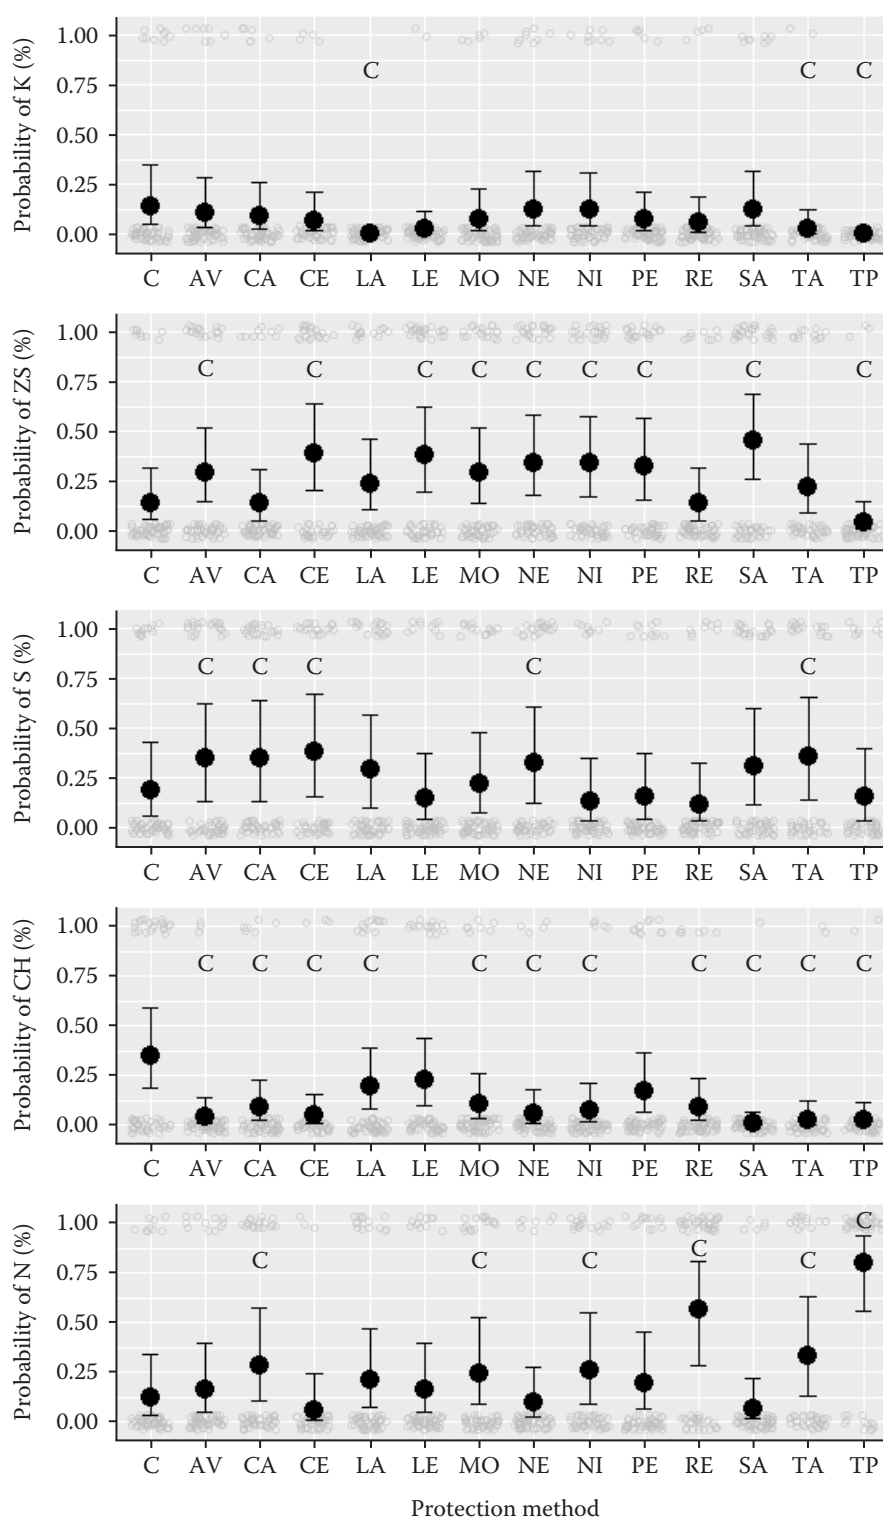 Probability of K (%)
1.00
0.75
0.50
0.25
0.00
C C C
C AV CA CE LA LE MO NE NI PE RE SA TA TP
Probability of ZS (%)
1.00
0.75
0.50
0.25
0.00
C C C C C C C C C
C AV CA CE LA LE MO NE NI PE RE SA TA TP
Probability of S (%)
1.00
0.75
0.50
0.25
0.00
C C C C C
C AV CA CE LA LE MO NE NI PE RE SA TA TP
Probability of CH (%)
1.00
0.75
0.50
0.25
0.00
C C C C C C C C C C C
C AV CA CE LA LE MO NE NI PE RE SA TA TP
Probability of N (%)
1.00
0.75
0.50
0.25
0.00
C C C C C C
C AV CA CE LA LE MO NE NI PE RE SA TA TP
Protection method